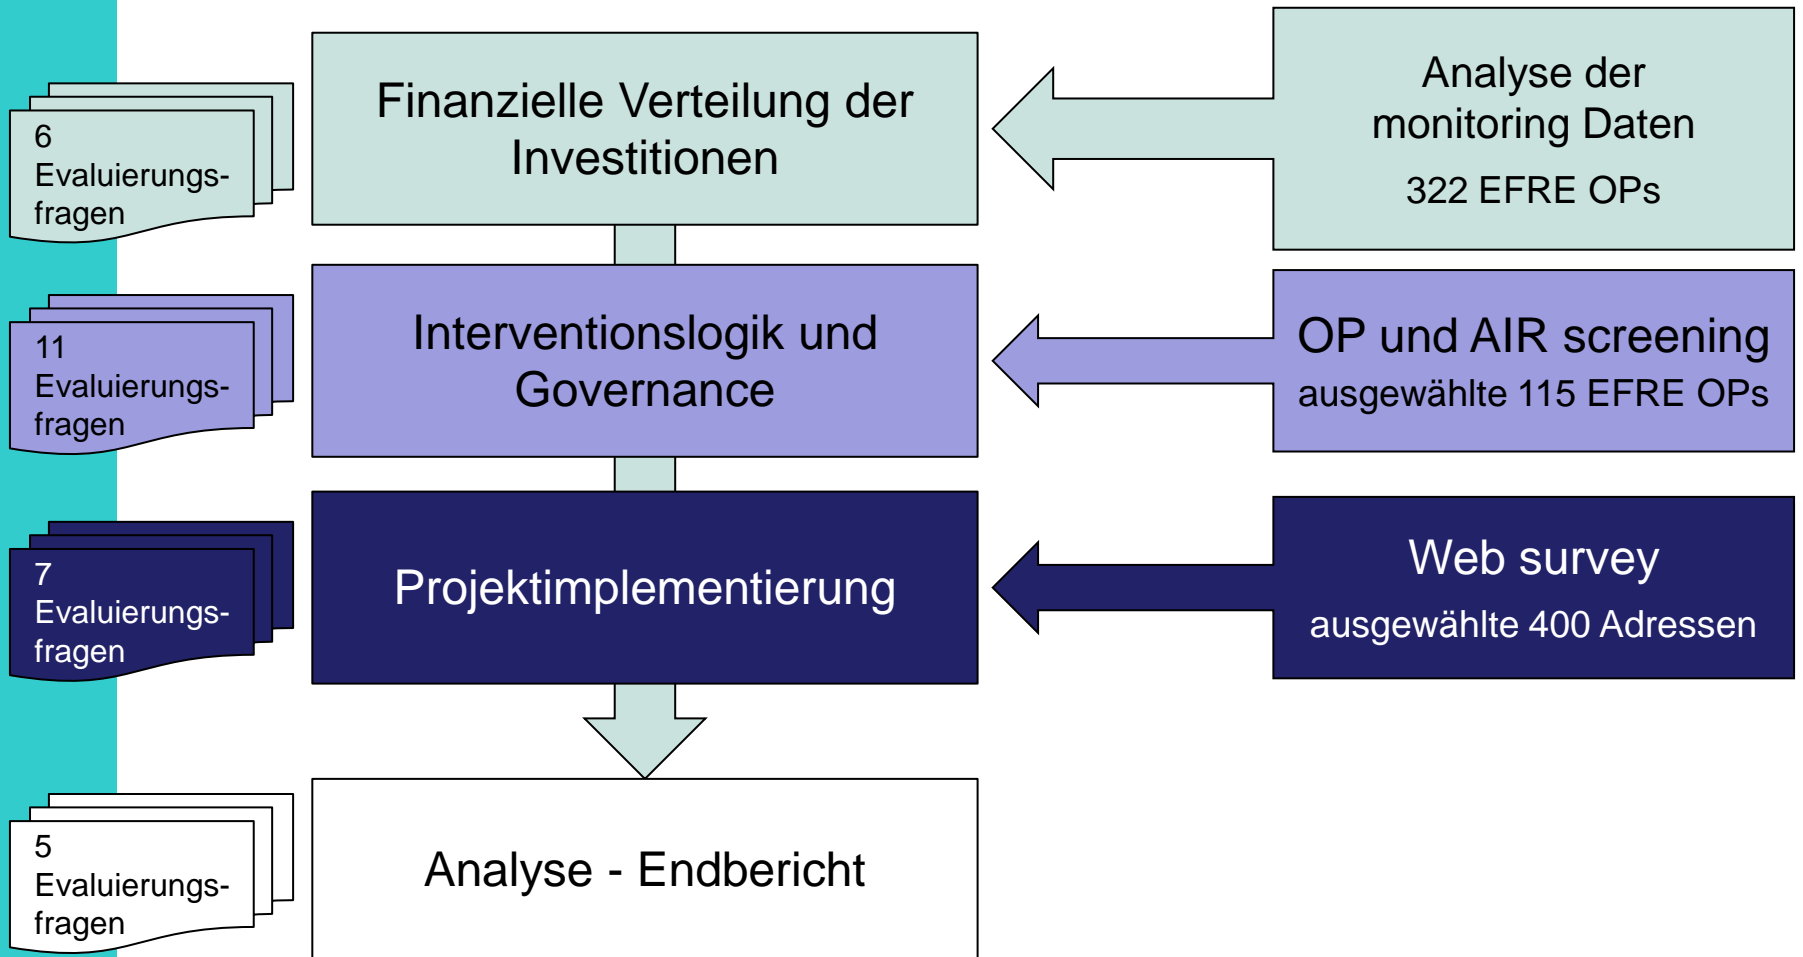 6
Evaluierungs-
fragen
Finanzielle Verteilung der
Investitionen
Analyse der
monitoring Daten
322 EFRE OPs
11
Evaluierungs-
fragen
Interventionslogik und
Governance
OP und AIR screening
ausgewählte 115 EFRE OPs
7
Evaluierungs-
fragen
Projektimplementierung
Web survey
ausgewählte 400 Adressen
5
Evaluierungs-
fragen
Analyse - Endbericht